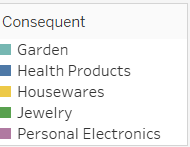 Consequent
Garden
Health Products
Housewares
Jewelry
Personal Electronics